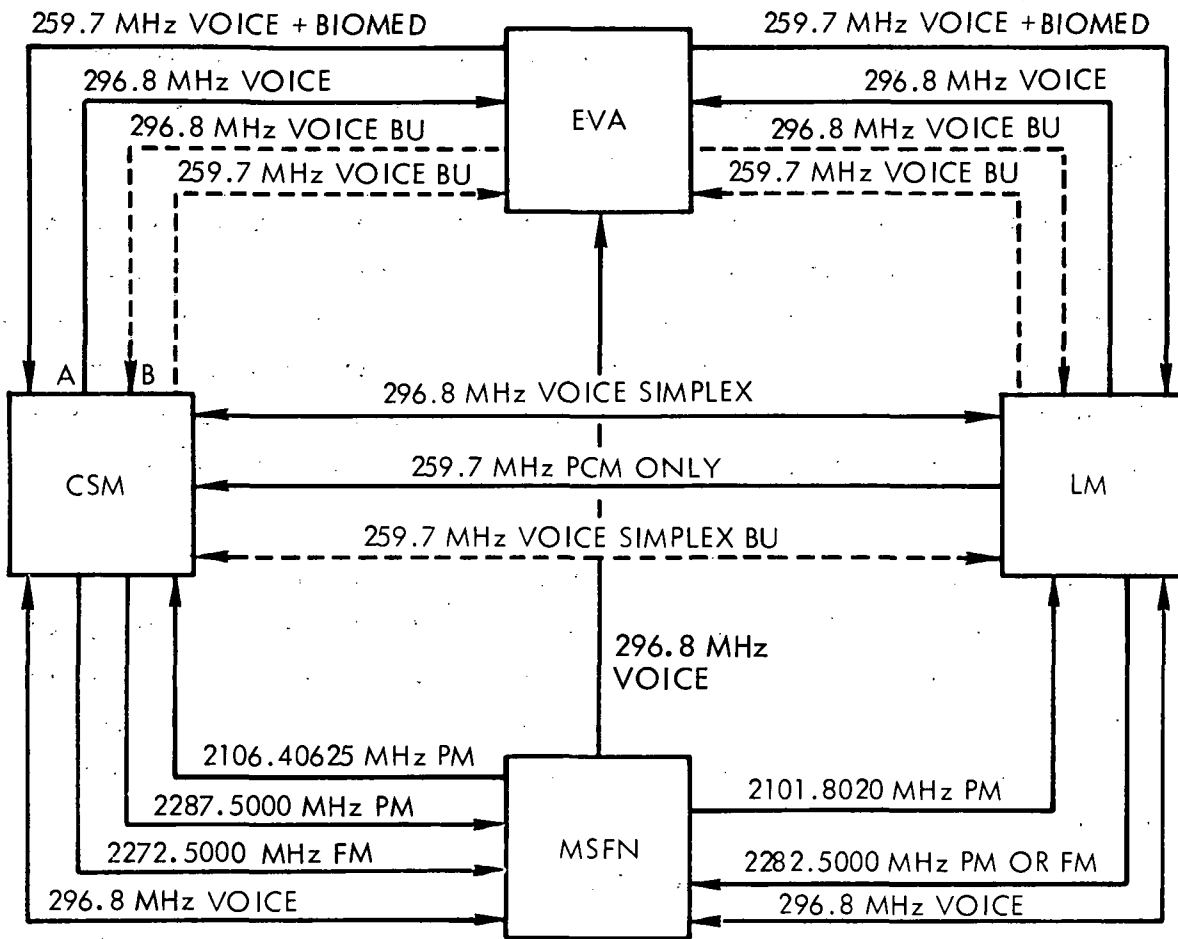 259.7 MHz VOICE + BIOMED
259.7 MHz VOICE +BIOMED
296.8 MHz VOICE
296.8 MHz VOICE
EVA
296.8 MHz VOICE BU
296.8 MHz VOICE BU
259.7 MHz VOICE BU
259.7 MHz VOICE BU
A
B
296.8 MHz VOICE SIMPLEX
CSM
259.7 MHz PCM ONLY
LM
259.7 MHz VOICE SIMPLEX BU
296.8 MHz
VOICE
2106.40625 MHz PM
2101.8020 MHz PM
2287.5000 MHz PM
2272.5000 MHz FM
MSFN
2282.5000 MHz PM OR FM
296.8 MHz VOICE
296.8 MHz VOICE